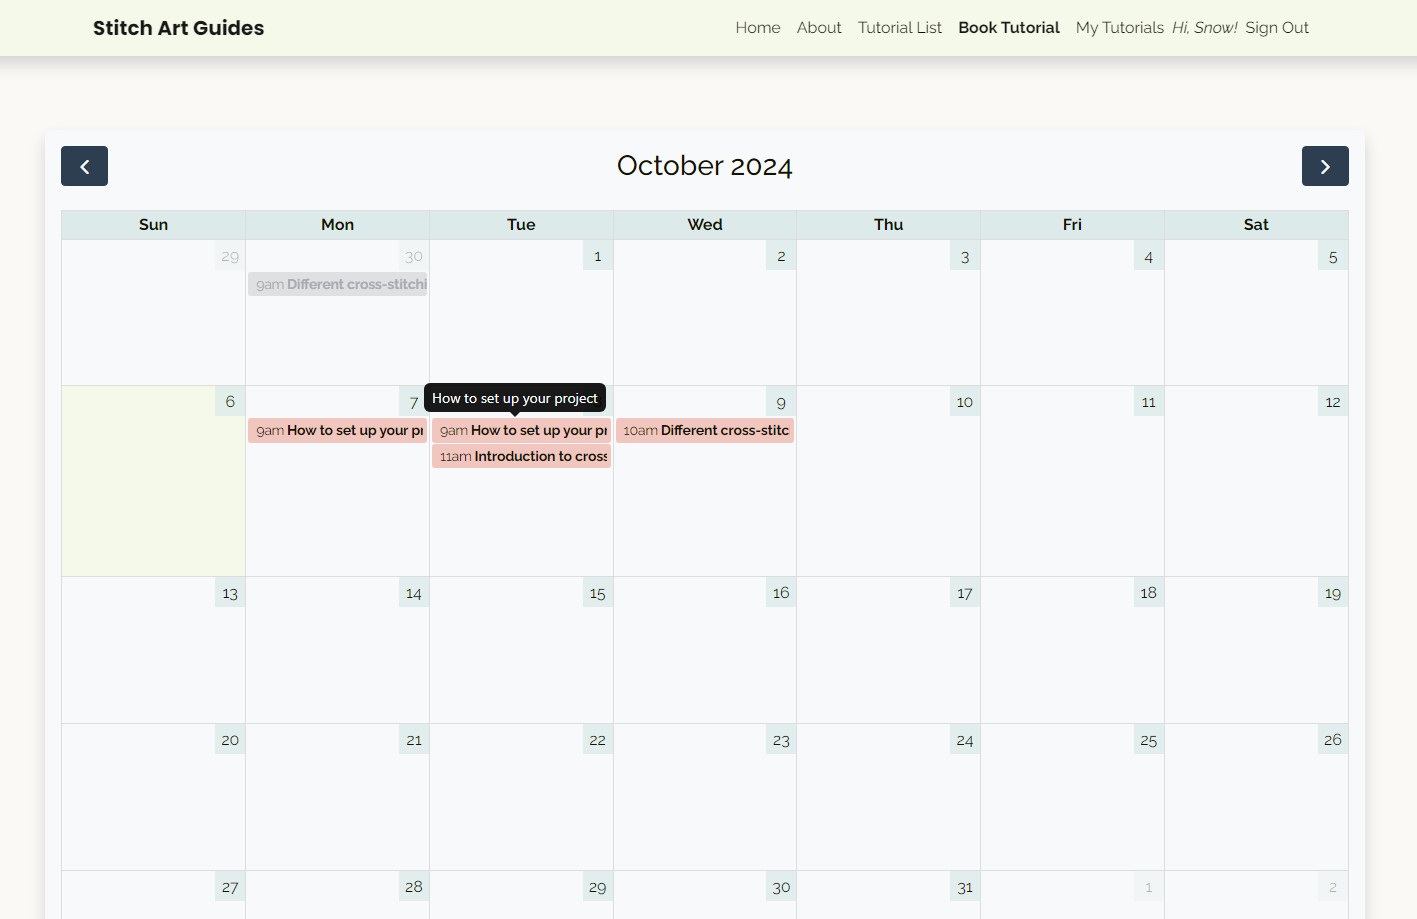 Stitch Art Guides
Home About Tutorial List Book Tutorial My Tutorials Hi, Snow! Sign Out
October 2024
Sun Mon Tue Wed Thu Fri Sat
29 30 1 2 3 4 5
9am Different cross-stitchi
6 7 9 10 11 12
How to set up your project
9am How to set up your pr 9am How to set up your pr 10am Different cross-stitc
11am Introduction to cross
13 14 15 16 17 18 19
20 21 22 23 24 25 26
27 28 29 30 31 1 2